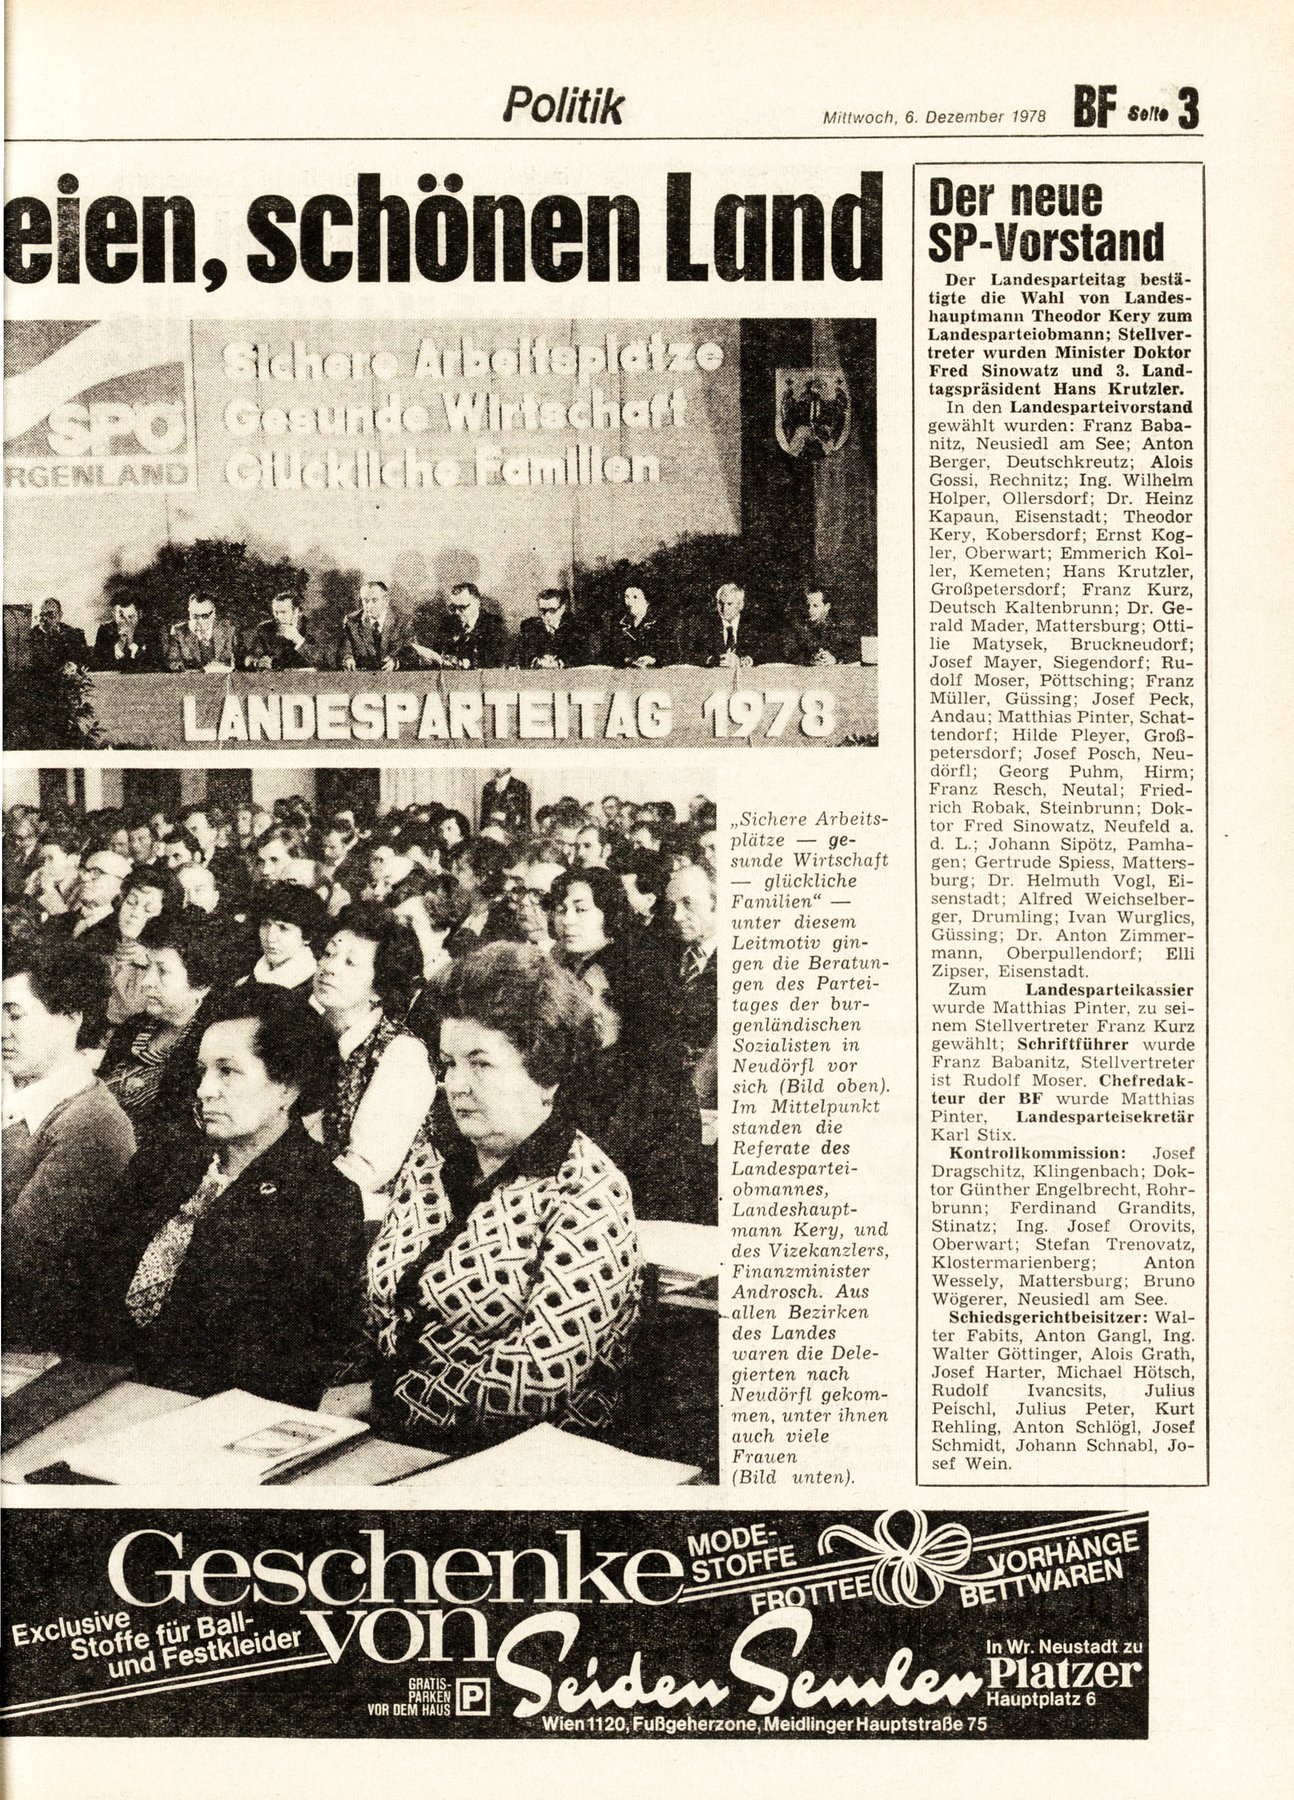 Politik
Mittwoch, 6. Dezember 1978
BF Seite 3
eien, schönen Land
SPÖ
RGENLAND
Sichere Arbeitsplätze
Gesunde Wirtschaft
Glückliche Familien
LANDESPARTEITAG 1978
„Sichere Arbeits-
plätze — ge-
sunde Wirtschaft
— glückliche
Familien“ —
unter diesem
Leitmotiv gin-
gen die Beratun-
gen des Partei-
tages der bur-
genländischen
Sozialisten in
Neudörfl vor
sich (Bild oben).
Im Mittelpunkt
standen die
Referate des
Landespartei-
obmannes,
Landeshaupt-
mann Kery, und
des Vizekanzlers,
Finanzminister
Androsch. Aus
allen Bezirken
des Landes
waren die Dele-
gierten nach
Neudörfl gekom-
men, unter ihnen
auch viele
Frauen
(Bild unten).
Der neue
SP-Vorstand
Der Landesparteitag bestä-
tigte die Wahl von Landes-
hauptmann Theodor Kery zum
Landesparteiobmann; Stellver-
treter wurden Minister Doktor
Fred Sinowatz und 3. Land-
tagspräsident Hans Krutzler.
In den Landesparteivorstand
gewählt wurden: Franz Baba-
nitz, Neusiedl am See; Anton
Berger, Deutschkreutz; Alois
Gossi, Rechnitz; Ing. Wilhelm
Holper, Ollersdorf; Dr. Heinz
Kapaun, Eisenstadt; Theodor
Kery, Kobersdorf; Ernst Kog-
ler, Oberwart; Emmerich Kol-
ler, Kemeten; Hans Krutzler,
Großpetersdorf; Franz Kurz,
Deutsch Kaltenbrunn; Dr. Ge-
rald Mader, Mattersburg; Otti-
lie Matysek, Bruckneudorf;
Josef Mayer, Siegendorf; Ru-
dolf Moser, Pöttsching; Franz
Müller, Güssing; Josef Peck,
Andau; Matthias Pinter, Schat-
tendorf; Hilde Pleyer, Groß-
petersdorf; Josef Posch, Neu-
dörfl; Georg Puhm, Hirm;
Franz Resch, Neutal; Fried-
rich Robak, Steinbrunn; Dok-
tor Fred Sinowatz, Neufeld a.
d. L.; Johann Sipötz, Pamha-
gen; Gertrude Spiess, Matters-
burg; Dr. Helmuth Vogl, Ei-
senstadt; Alfred Weichselber-
ger, Drumling; Ivan Wurglics,
Güssing; Dr. Anton Zimmer-
mann, Oberpullendorf; Elli
Zipser, Eisenstadt.
Zum Landesparteikassier
wurde Matthias Pinter, zu sei-
nem Stellvertreter Franz Kurz
gewählt; Schriftführer wurde
Franz Babanitz, Stellvertreter
ist Rudolf Moser. Chefredak-
teur der BF wurde Matthias
Pinter, Landesparteisekretär
Karl Stix.
Kontrollkommission: Josef
Dragschitz, Klingenbach; Dok-
tor Günther Engelbrecht, Rohr-
brunn; Ferdinand Grandits,
Stinatz; Ing. Josef Orovits,
Oberwart; Stefan Trenovatz,
Klostermarienberg; Anton
Wessely, Mattersburg; Bruno
Wögerer, Neusiedl am See.
Schiedsgerichtbeisitzer: Wal-
ter Fabits, Anton Gangl, Ing.
Walter Göttinger, Alois Grath,
Josef Harter, Michael Hötsch,
Rudolf Ivancsits, Julius
Peischl, Julius Peter, Kurt
Rehling, Anton Schlögl, Josef
Schmidt, Johann Schnabl, Jo-
sef Wein.
Geschenke
von
Seiden Semler
MODE-
STOFFE
FROTTEE
VORHÄNGE
BETTWAREN
Exclusive
Stoffe für Ball-
und Festkleider
GRATIS-
PARKEN
VOR DEM HAUS
P
In Wr. Neustadt zu
Platzer
Hauptplatz 6
Wien 1120, Fußgeherzone, Meidlinger Hauptstraße 75